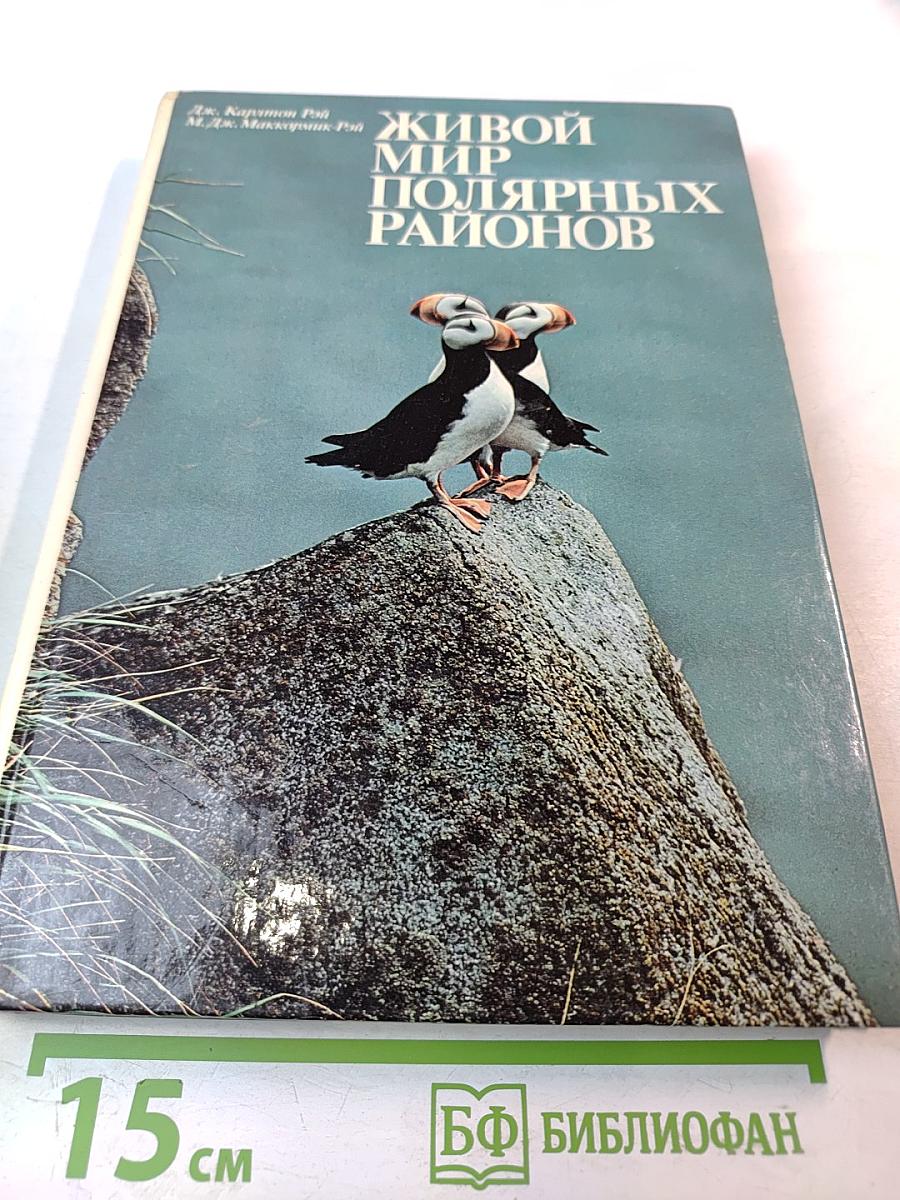 Дж. Карлтон Рэй
М. Дж. Маккормик-Рэй
ЖИВОЙ
МИР
ПОЛЯРНЫХ
РАЙОНОВ
15 см
БФ БИБЛИОФАН